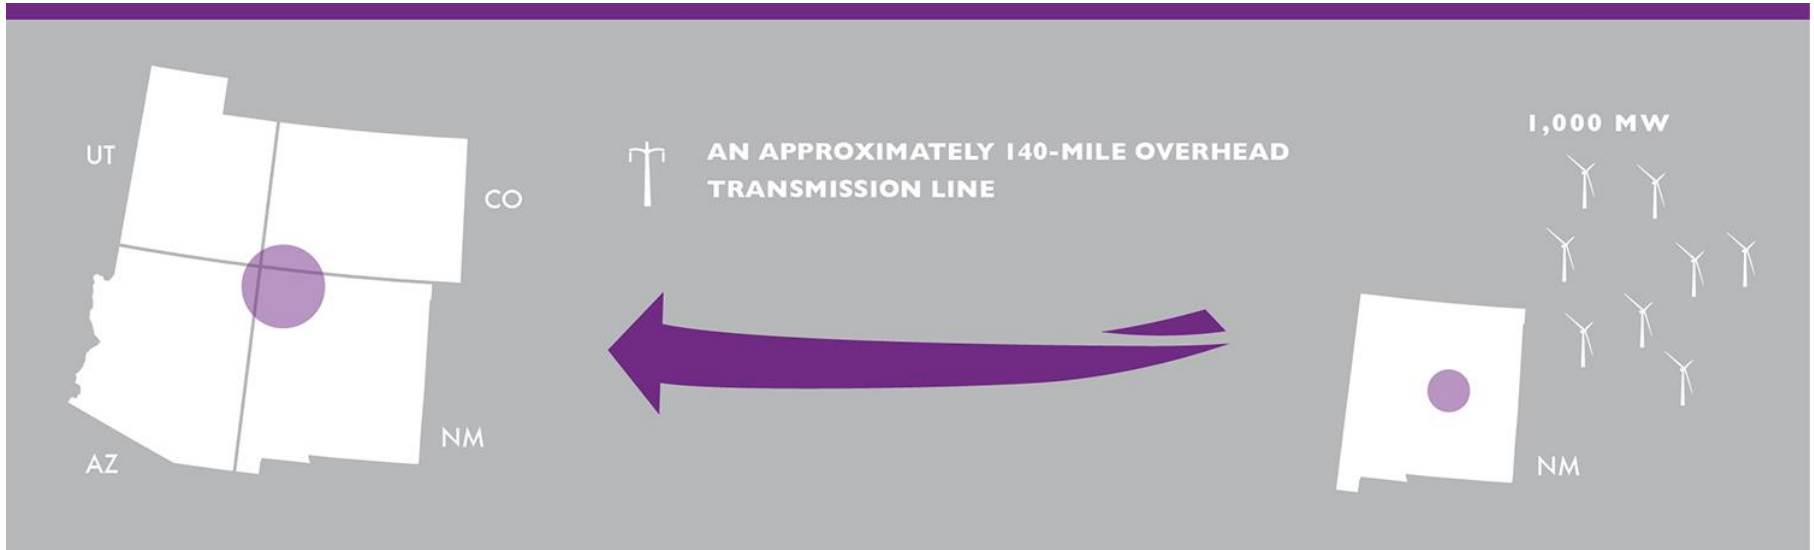 UT
CO
AZ
NM
AN APPROXIMATELY 140-MILE OVERHEAD
TRANSMISSION LINE
1,000 MW
NM